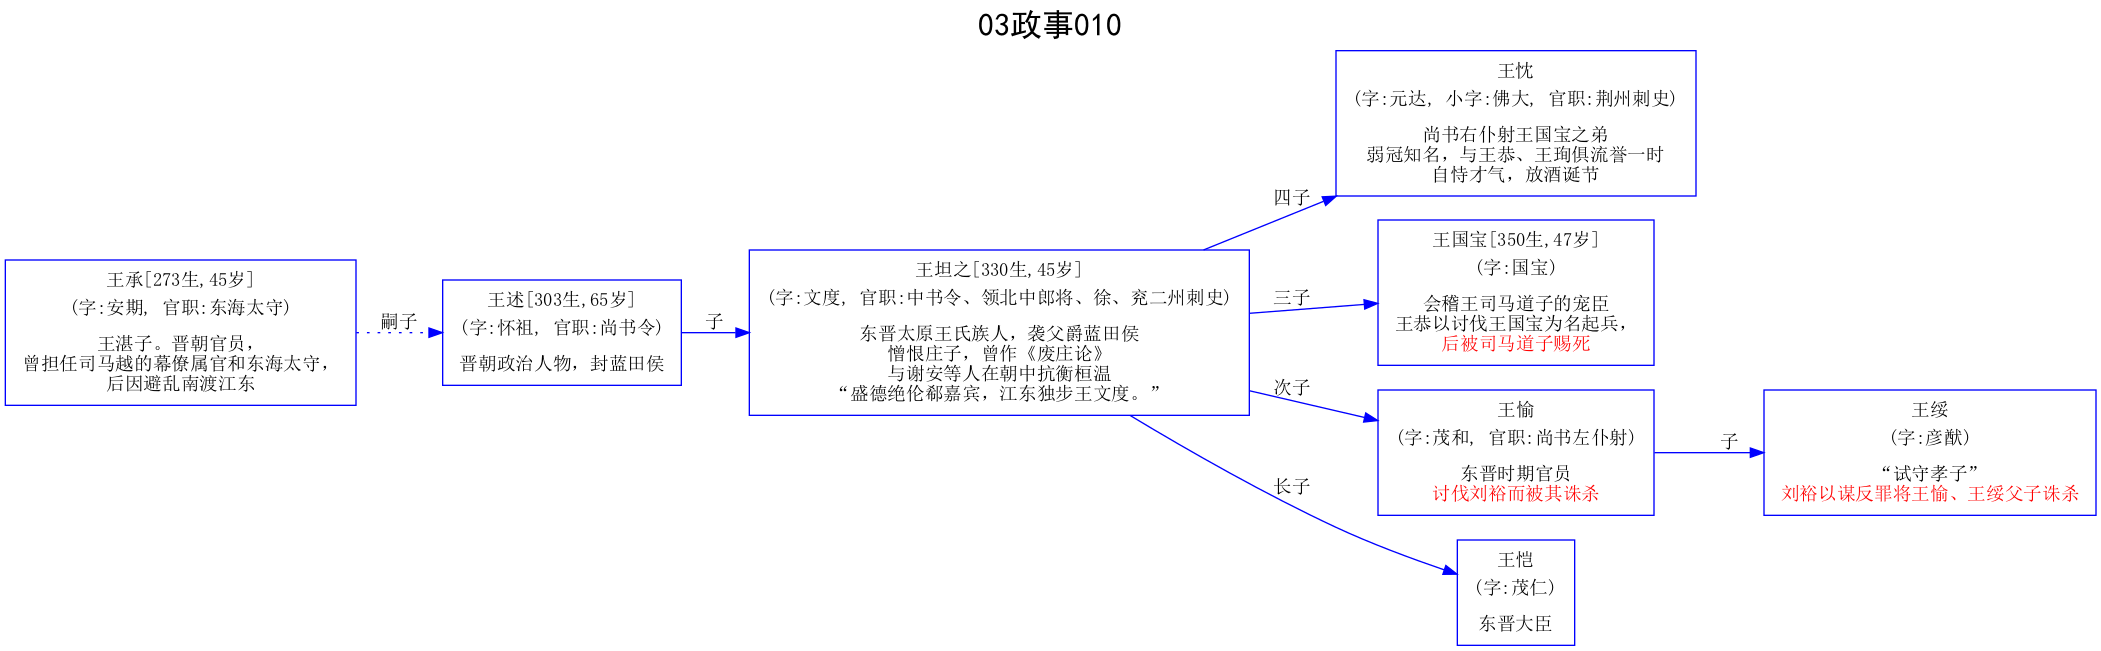 03政事010
王承[273生,45岁]
(字:安期, 官职:东海太守)
王湛子。晋朝官员，
曾担任司马越的幕僚属官和东海太守，
后因避乱南渡江东
嗣子
王述[303生,65岁]
(字:怀祖, 官职:尚书令)
晋朝政治人物，封蓝田侯
子
王坦之[330生,45岁]
(字:文度, 官职:中书令、领北中郎将、徐、兖二州刺史)
东晋太原王氏族人，袭父爵蓝田侯
憎恨庄子，曾作《废庄论》
与谢安等人在朝中抗衡桓温
“盛德绝伦郗嘉宾，江东独步王文度。”
四子
王忱
(字:元达, 小字:佛大, 官职:荆州刺史)
尚书右仆射王国宝之弟
弱冠知名，与王恭、王珣俱流誉一时
自恃才气，放酒诞节
三子
王国宝[350生,47岁]
(字:国宝)
会稽王司马道子的宠臣
王恭以讨伐王国宝为名起兵，
后被司马道子赐死
次子
王愉
(字:茂和, 官职:尚书左仆射)
东晋时期官员
讨伐刘裕而被其诛杀
子
王绥
(字:彦猷)
“试守孝子”
刘裕以谋反罪将王愉、王绥父子诛杀
长子
王恺
(字:茂仁)
东晋大臣